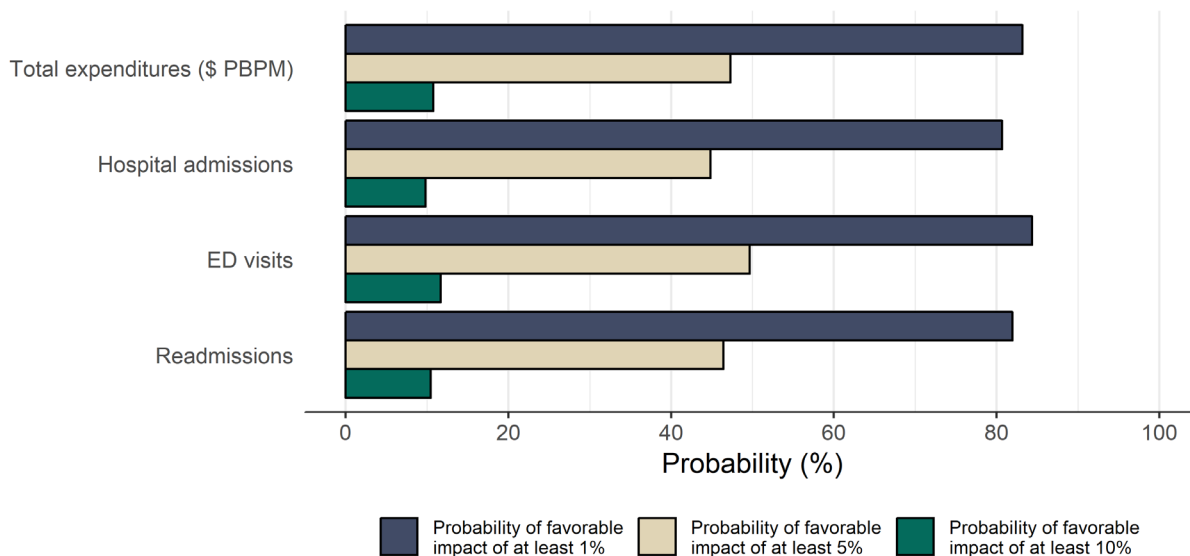 Total expenditures ($ PBPM)
Hospital admissions
ED visits
Readmissions
0 20 40 60 80 100
Probability (%)
Probability of favorable
impact of at least 1%
Probability of favorable
impact of at least 5%
Probability of favorable
impact of at least 10%